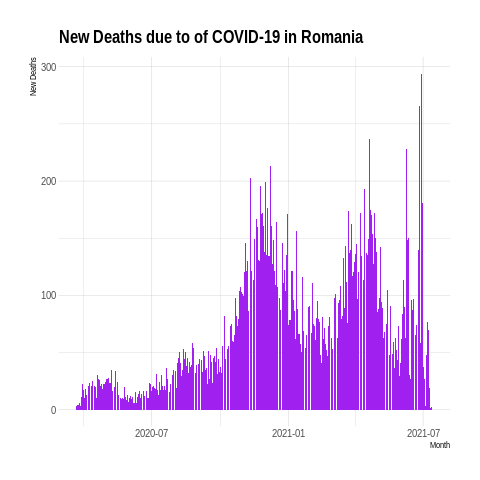 New Deaths due to of COVID-19 in Romania
New Deaths
300
200
100
0
2020-07 2021-01 2021-07
Month